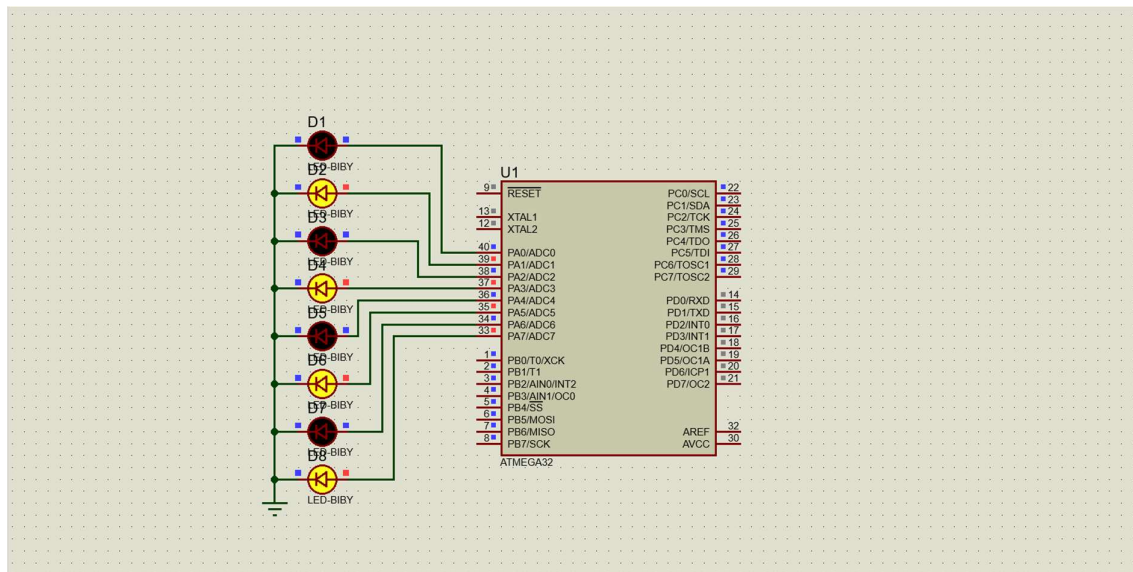 D1
LED-BIBY
D2
LED-BIBY
D3
LED-BIBY
D4
LED-BIBY
D5
LED-BIBY
D6
LED-BIBY
D7
LED-BIBY
D8
LED-BIBY
U1
9 RESET
13 XTAL1
12 XTAL2
40 PA0/ADC0
39 PA1/ADC1
38 PA2/ADC2
37 PA3/ADC3
36 PA4/ADC4
35 PA5/ADC5
34 PA6/ADC6
33 PA7/ADC7
1 PB0/T0/XCK
2 PB1/T1
3 PB2/AIN0/INT2
4 PB3/AIN1/OC0
5 PB4/SS
6 PB5/MOSI
7 PB6/MISO
8 PB7/SCK
PC0/SCL 22
PC1/SDA 23
PC2/TCK 24
PC3/TMS 25
PC4/TDO 26
PC5/TDI 27
PC6/TOSC1 28
PC7/TOSC2 29
PD0/RXD 14
PD1/TXD 15
PD2/INT0 16
PD3/INT1 17
PD4/OC1B 18
PD5/OC1A 19
PD6/ICP1 20
PD7/OC2 21
AREF 32
AVCC 30
ATMEGA32